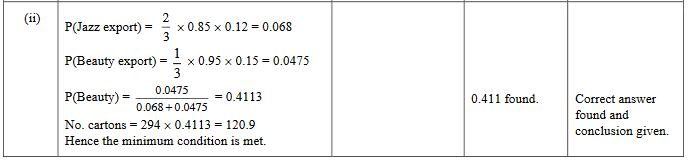 (ii)
P(Jazz export) = 2/3 × 0.85 × 0.12 = 0.068
P(Beauty export) = 1/3 × 0.95 × 0.15 = 0.0475
P(Beauty) = 0.0475/(0.068+0.0475) = 0.4113
No. cartons = 294 × 0.4113 = 120.9
Hence the minimum condition is met.
0.411 found.
Correct answer
found and
conclusion given.